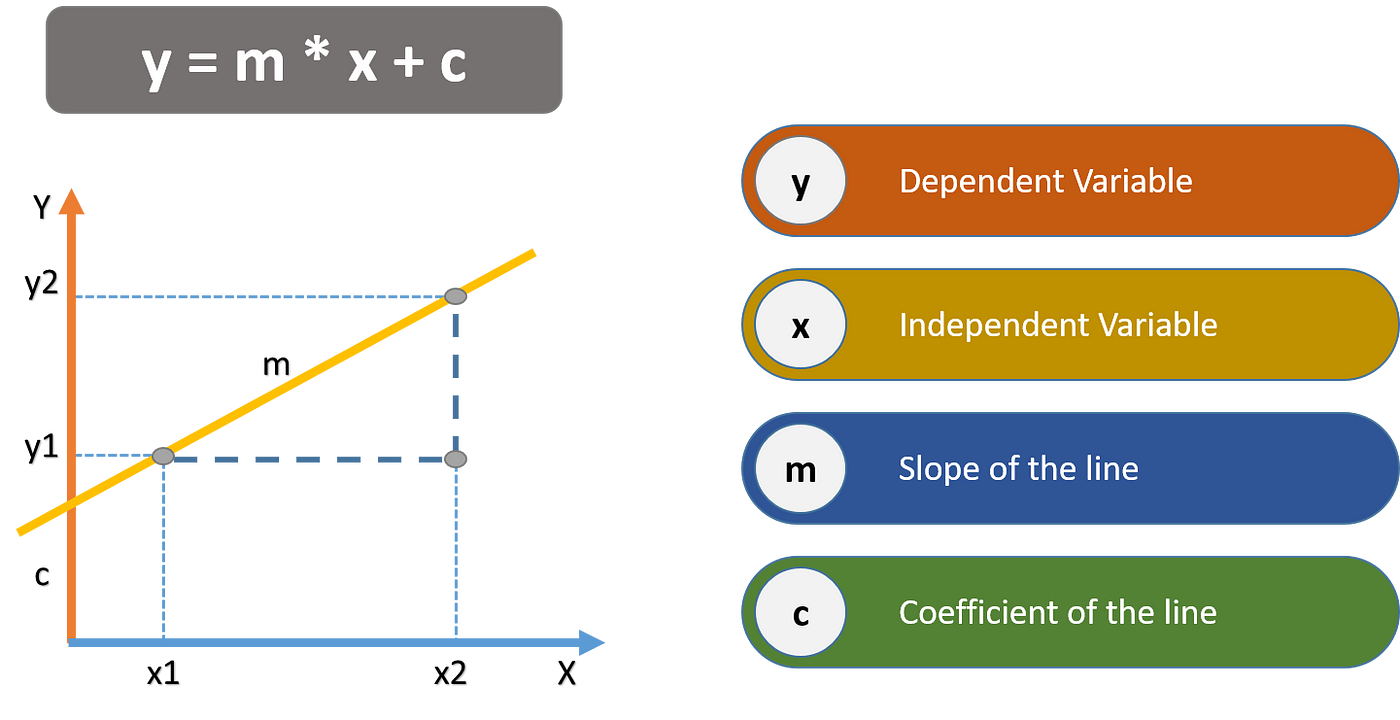 y = m * x + c
Y
y2
m
y1
c
x1
x2
X
y
Dependent Variable
x
Independent Variable
m
Slope of the line
c
Coefficient of the line